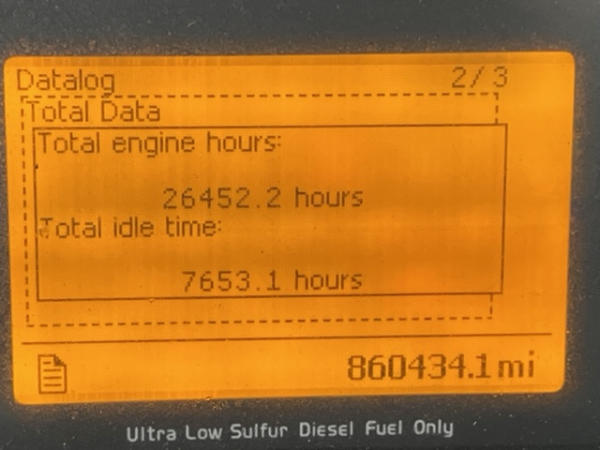 Datalog 2/3
Total Data
Total engine hours:
26452.2 hours
Total idle time:
7653.1 hours
860434.1 mi
Ultra Low Sulfur Diesel Fuel Only